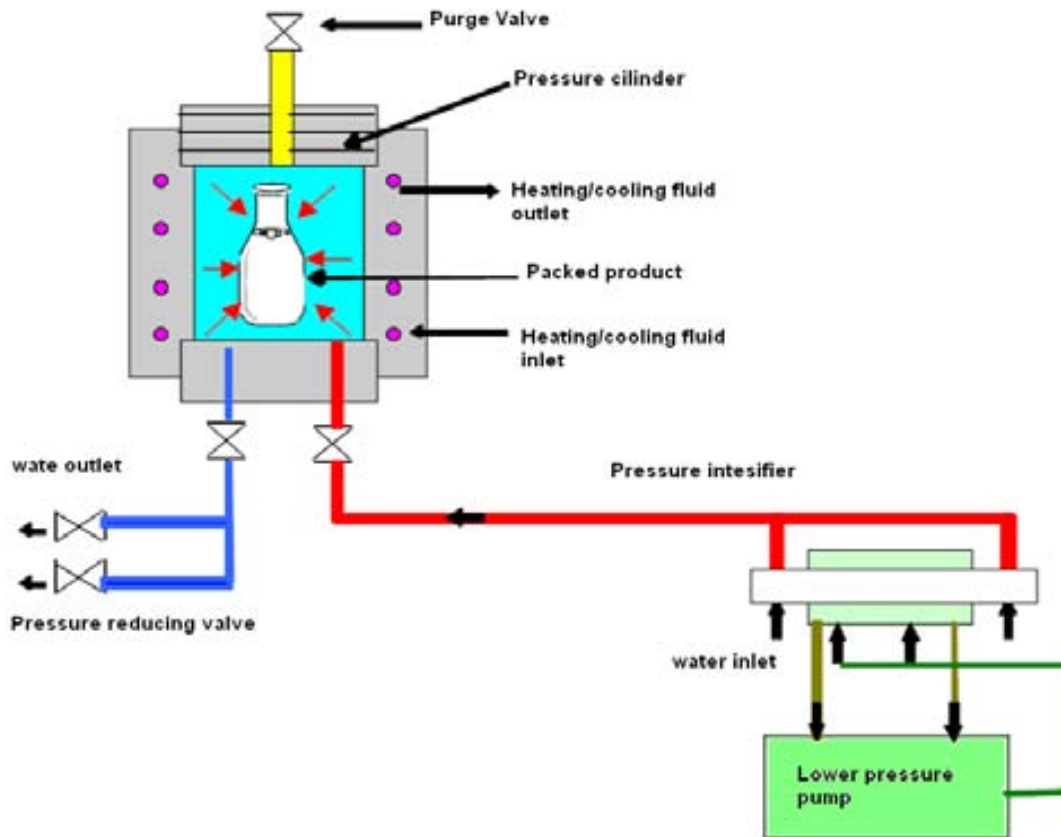 Purge Valve
Pressure cilinder
Heating/cooling fluid
outlet
Packed product
Heating/cooling fluid
inlet
wate outlet
Pressure intesifier
Pressure reducing valve
water inlet
Lower pressure
pump